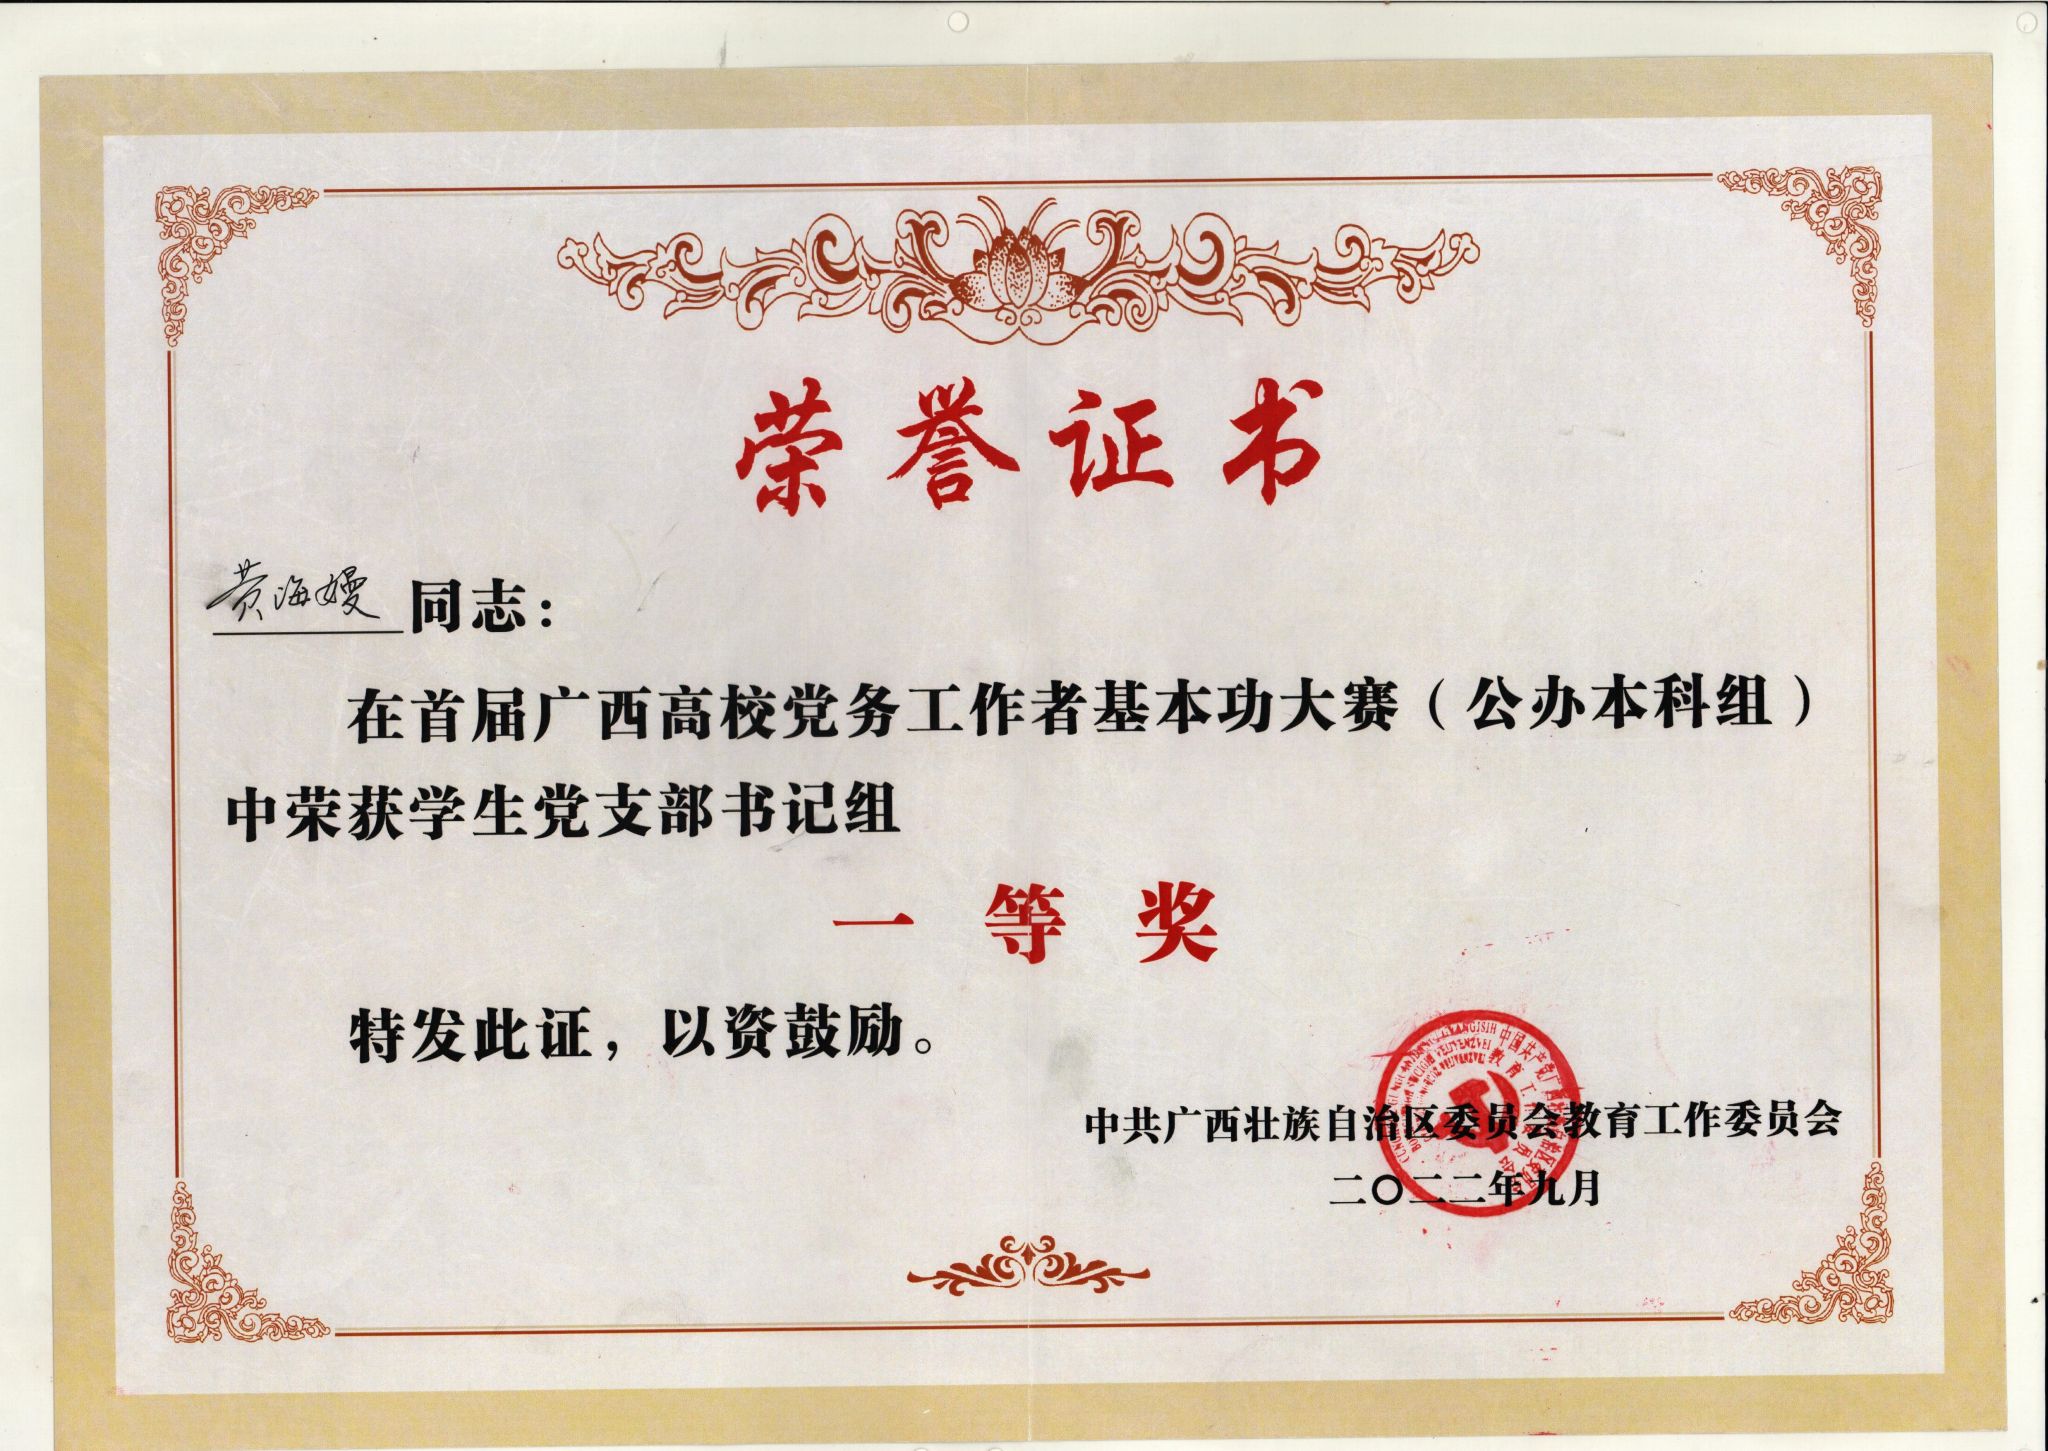 荣誉证书
黄海嫚同志：
在首届广西高校党务工作者基本功大赛（公办本科组）
中荣获学生党支部书记组
一等奖
特发此证，以资鼓励。
中共广西壮族自治区委员会教育工作委员会
二〇二二年九月